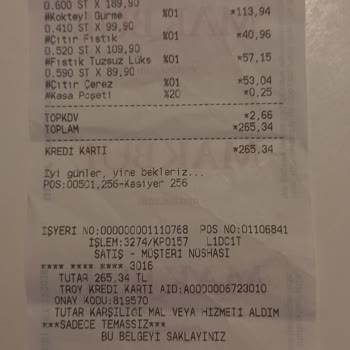 0.600 ST X 189,90
#Kokteyl Gurme %01 *113,94
0.410 ST X 99,90
#Çıtır Fıstık %01 *40,96
0.520 ST X 109,90
#Fıstık Tuzsuz Lüks %01 *57,15
0.590 ST X 89,90
#Çıtır Çerez %01 *53,04
#Kasa Poşeti %20 *0,25
TOPKDV *2,66
TOPLAM *265,34
KREDI KARTI *265,34
İyi günler, yine bekleriz...
POS:00501,256-Kasiyer 256
İŞYERİ NO:000000001110768 POS NO:01106841
İŞLEM:3274/KP0157 L1DC1T
SATIŞ - MÜŞTERİ NÜSHASI
**** **** **** 3016
TUTAR 265,34 TL
TROY KREDI KARTI AID:A0000006723010
ONAY KODU:819570
TUTAR KARŞILIĞI MAL VEYA HİZMETİ ALDIM
***SADECE TEMASSIZ***
BU BELGEYİ SAKLAYINIZ